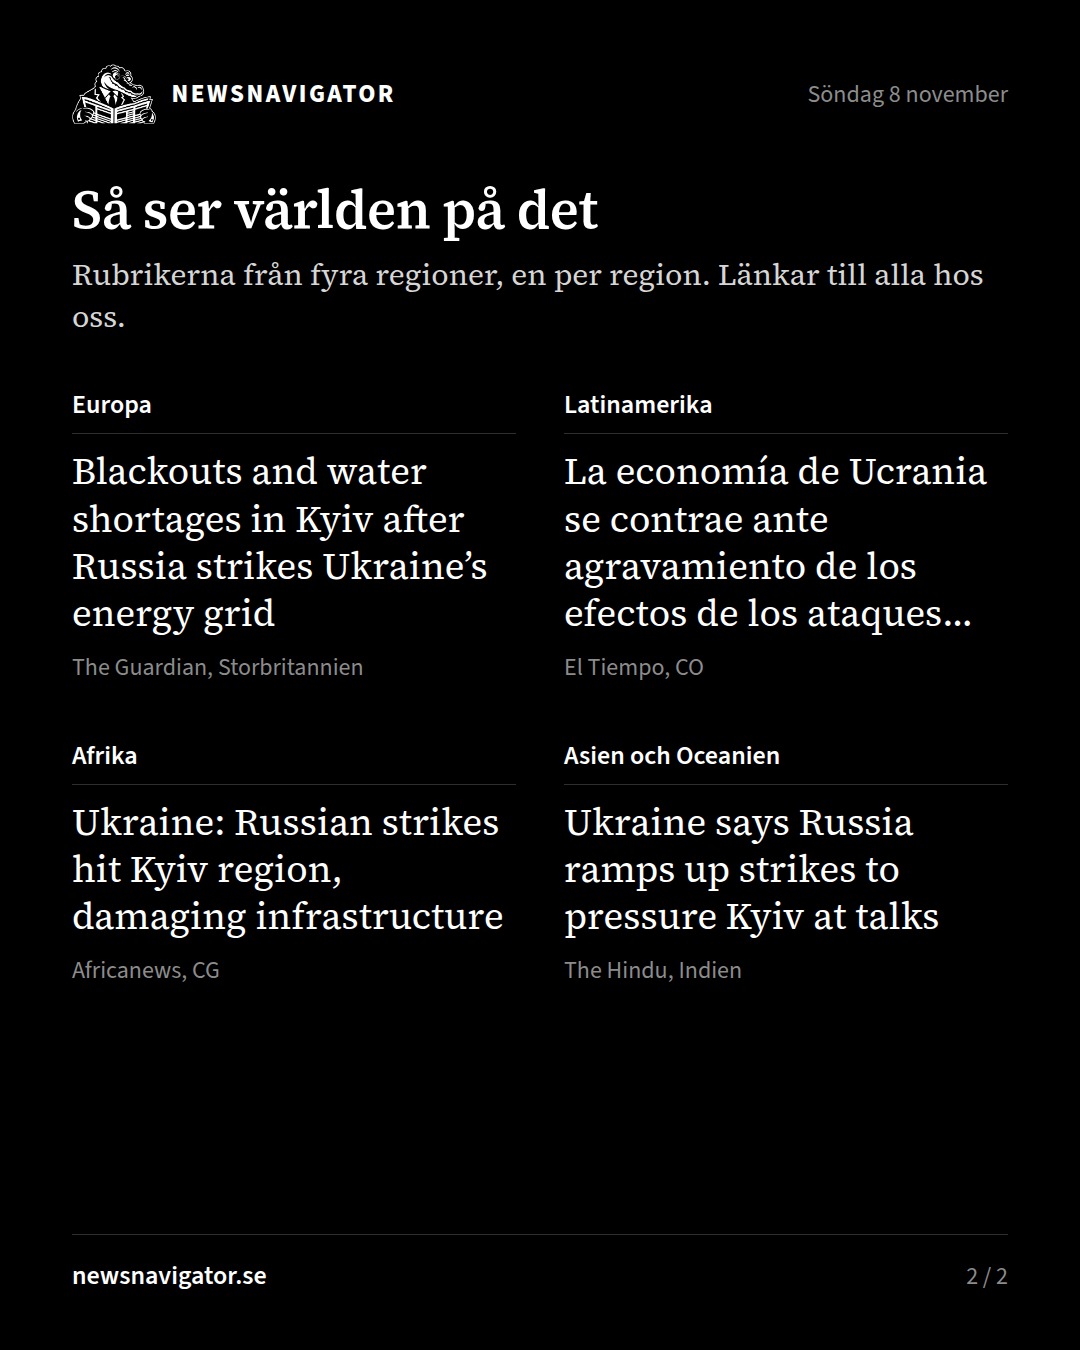 NEWSNAVIGATOR
Söndag 8 november
Så ser världen på det
Rubrikerna från fyra regioner, en per region. Länkar till alla hos
oss.
Europa
Blackouts and water
shortages in Kyiv after
Russia strikes Ukraine’s
energy grid
The Guardian, Storbritannien
Latinamerika
La economía de Ucrania
se contrae ante
agravamiento de los
efectos de los ataques...
El Tiempo, CO
Afrika
Ukraine: Russian strikes
hit Kyiv region,
damaging infrastructure
Africanews, CG
Asien och Oceanien
Ukraine says Russia
ramps up strikes to
pressure Kyiv at talks
The Hindu, Indien
newsnavigator.se
2 / 2